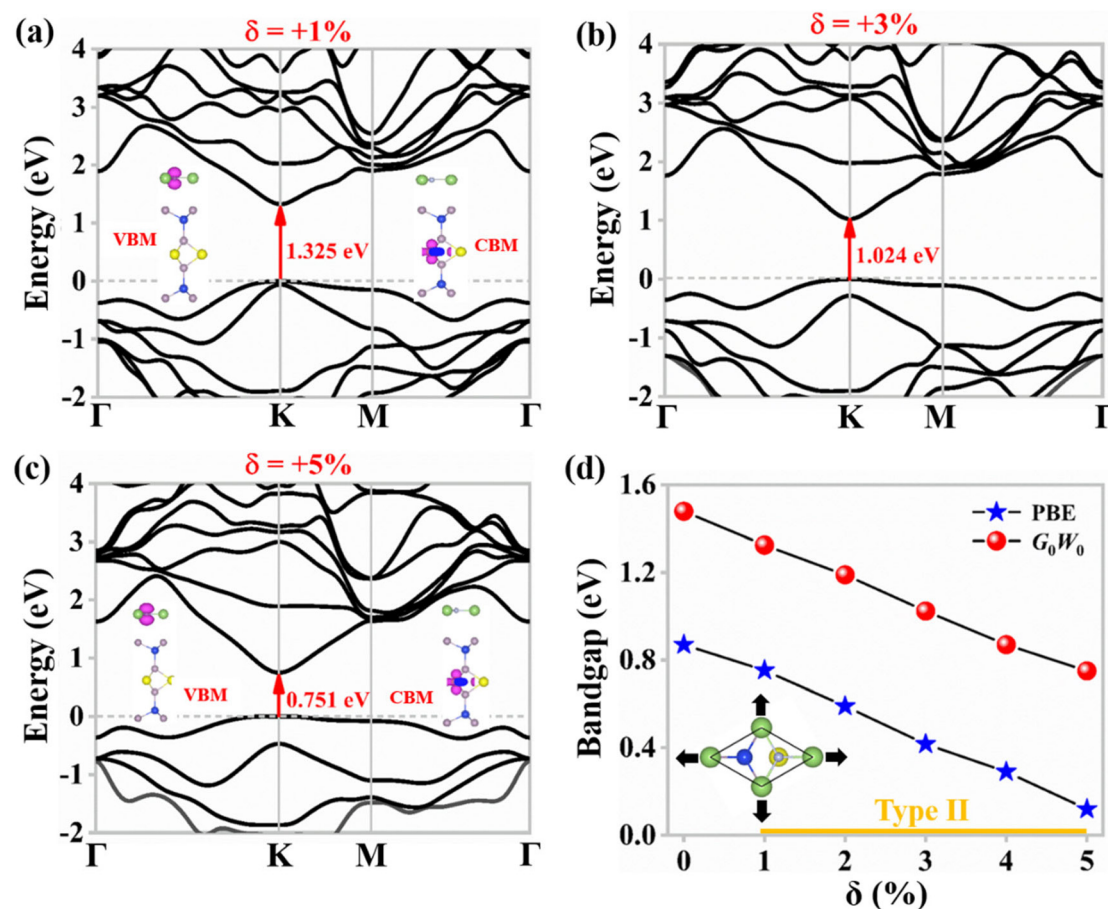 (a)
δ = +1%
4
3
2
1
0
-1
-2
Energy (eV)
VBM
CBM
1.325 eV
Γ K M Γ
(b)
δ = +3%
4
3
2
1
0
-1
-2
Energy (eV)
1.024 eV
Γ K M Γ
(c)
δ = +5%
4
3
2
1
0
-1
-2
Energy (eV)
VBM
CBM
0.751 eV
Γ K M Γ
(d)
1.6
1.2
0.8
0.4
0.0
Bandgap (eV)
PBE
G₀W₀
Type II
0 1 2 3 4 5
δ (%)